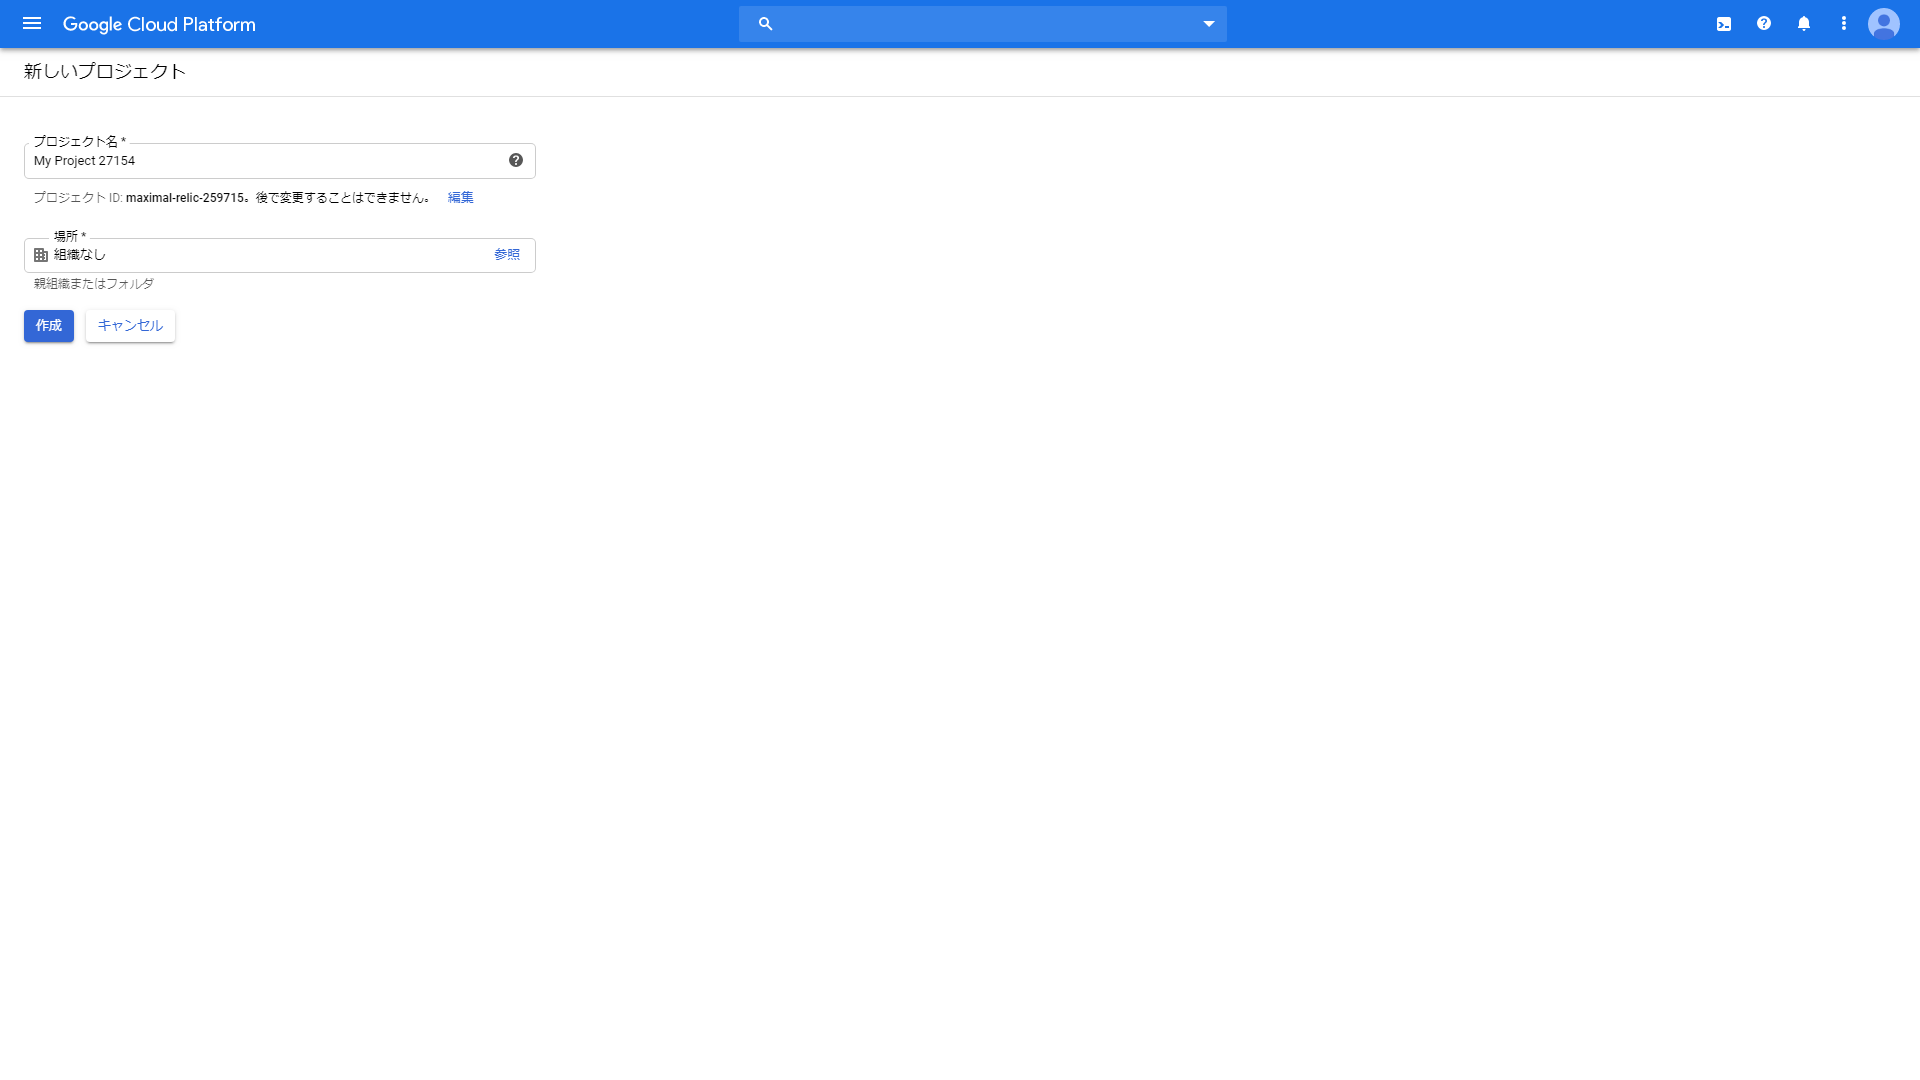 Google Cloud Platform
新しいプロジェクト
プロジェクト名 *
My Project 27154
プロジェクト ID: maximal-relic-259715。後で変更することはできません。 編集
場所 *
組織なし 参照
親組織またはフォルダ
作成 キャンセル